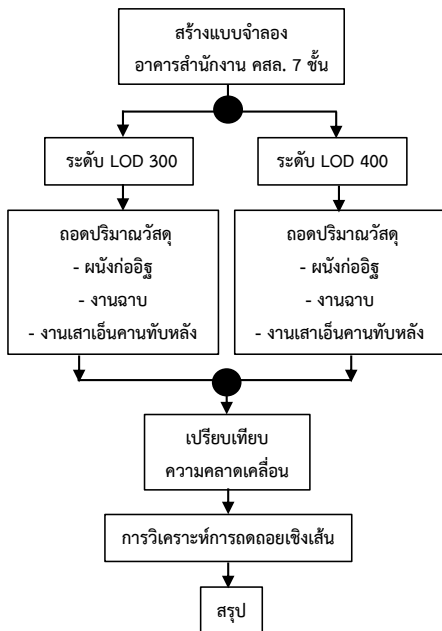 สร้างแบบจำลอง
อาคารสำนักงาน คสล. 7 ชั้น
ระดับ LOD 300
ระดับ LOD 400
ถอดปริมาณวัสดุ
- ผนังก่ออิฐ
- งานฉาบ
- งานเสาเอ็นคานทับหลัง
ถอดปริมาณวัสดุ
- ผนังก่ออิฐ
- งานฉาบ
- งานเสาเอ็นคานทับหลัง
เปรียบเทียบ
ความคลาดเคลื่อน
การวิเคราะห์การถดถอยเชิงเส้น
สรุป